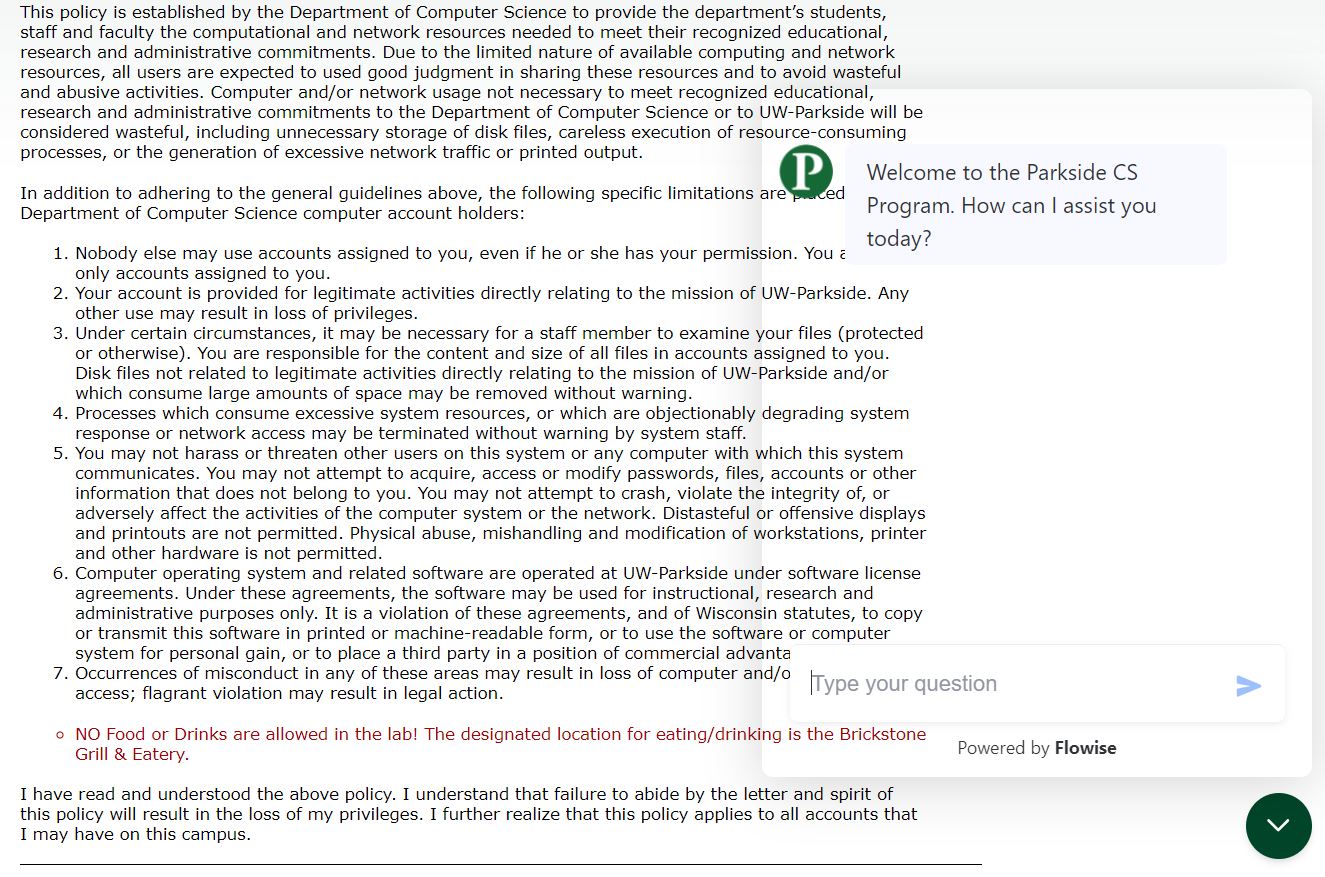 This policy is established by the Department of Computer Science to provide the department’s students,
staff and faculty the computational and network resources needed to meet their recognized educational,
research and administrative commitments. Due to the limited nature of available computing and network
resources, all users are expected to used good judgment in sharing these resources and to avoid wasteful
and abusive activities. Computer and/or network usage not necessary to meet recognized educational,
research and administrative commitments to the Department of Computer Science or to UW-Parkside will be
considered wasteful, including unnecessary storage of disk files, careless execution of resource-consuming
processes, or the generation of excessive network traffic or printed output.
In addition to adhering to the general guidelines above, the following specific limitations are placed
Department of Computer Science computer account holders:
1. Nobody else may use accounts assigned to you, even if he or she has your permission. You
only accounts assigned to you.
2. Your account is provided for legitimate activities directly relating to the mission of UW-Parkside. Any
other use may result in loss of privileges.
3. Under certain circumstances, it may be necessary for a staff member to examine your files (protected
or otherwise). You are responsible for the content and size of all files in accounts assigned to you.
Disk files not related to legitimate activities directly relating to the mission of UW-Parkside and/or
which consume large amounts of space may be removed without warning.
4. Processes which consume excessive system resources, or which are objectionably degrading system
response or network access may be terminated without warning by system staff.
5. You may not harass or threaten other users on this system or any computer with which this system
communicates. You may not attempt to acquire, access or modify passwords, files, accounts or other
information that does not belong to you. You may not attempt to crash, violate the integrity of, or
adversely affect the activities of the computer system or the network. Distasteful or offensive displays
and printouts are not permitted. Physical abuse, mishandling and modification of workstations, printer
and other hardware is not permitted.
6. Computer operating system and related software are operated at UW-Parkside under software license
agreements. Under these agreements, the software may be used for instructional, research and
administrative purposes only. It is a violation of these agreements, and of Wisconsin statutes, to copy
or transmit this software in printed or machine-readable form, or to use the software or computer
system for personal gain, or to place a third party in a position of commercial
7. Occurrences of misconduct in any of these areas may result in loss of computer
access; flagrant violation may result in legal action.
NO Food or Drinks are allowed in the lab! The designated location for eating/drinking is the Brickstone
Grill & Eatery.
I have read and understood the above policy. I understand that failure to abide by the letter and spirit of
this policy will result in the loss of my privileges. I further realize that this policy applies to all accounts that
I may have on this campus.
P
Welcome to the Parkside CS
Program. How can I assist you
today?
Type your question
Powered by Flowise